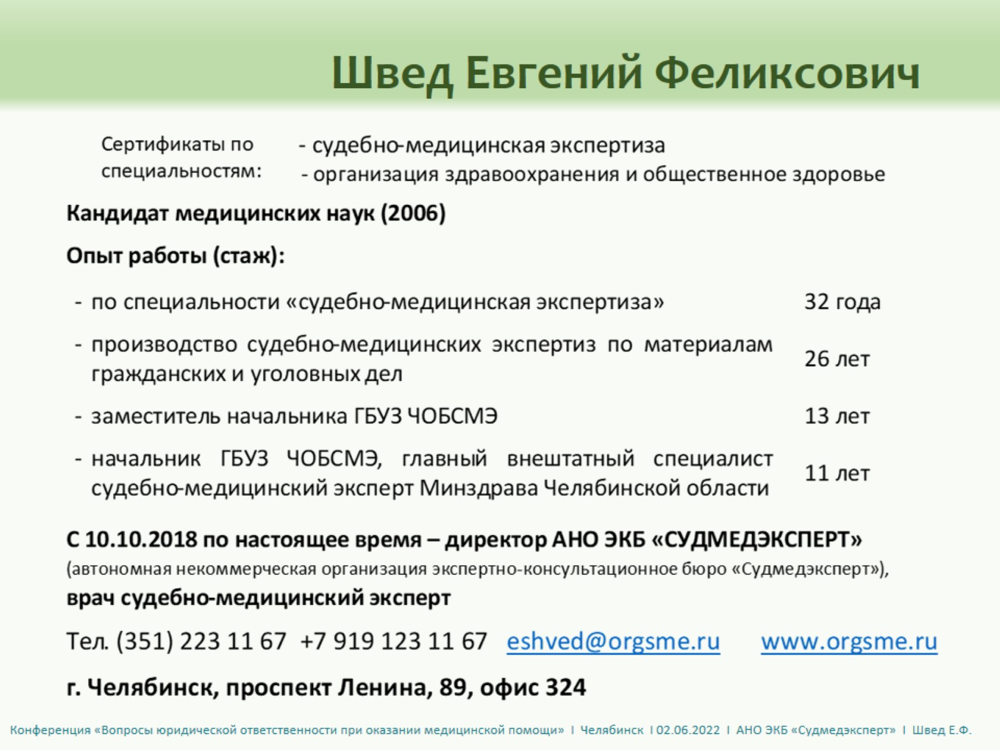 Швед Евгений Феликсович
Сертификаты по
специальностям:
- судебно-медицинская экспертиза
- организация здравоохранения и общественное здоровье
Кандидат медицинских наук (2006)
Опыт работы (стаж):
- по специальности «судебно-медицинская экспертиза» 32 года
- производство судебно-медицинских экспертиз по материалам
гражданских и уголовных дел
26 лет
- заместитель начальника ГБУЗ ЧОБСМЭ 13 лет
- начальник ГБУЗ ЧОБСМЭ, главный внештатный специалист
судебно-медицинский эксперт Минздрава Челябинской области
11 лет
С 10.10.2018 по настоящее время – директор АНО ЭКБ «СУДМЕДЭКСПЕРТ»
(автономная некоммерческая организация экспертно-консультационное бюро «Судмедэксперт»),
врач судебно-медицинский эксперт
Тел. (351) 223 11 67 +7 919 123 11 67 eshved@orgsme.ru www.orgsme.ru
г. Челябинск, проспект Ленина, 89, офис 324
Конференция «Вопросы юридической ответственности при оказании медицинской помощи» I Челябинск I 02.06.2022 I АНО ЭКБ «Судмедэксперт» I Швед Е.Ф.